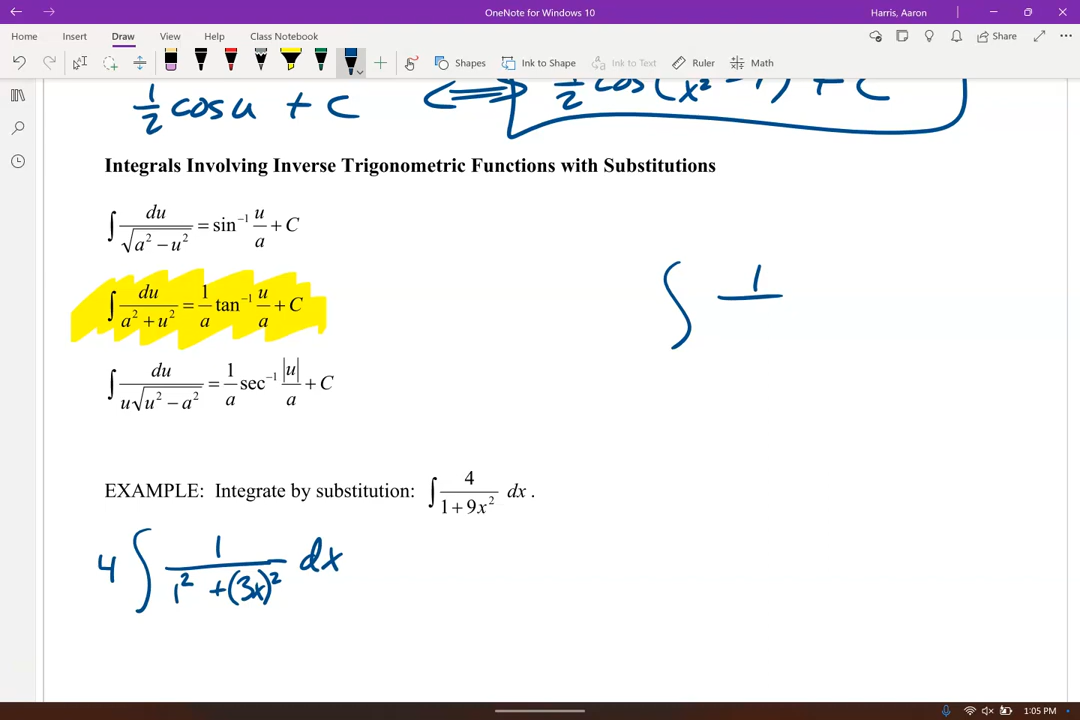 OneNote for Windows 10
Harris, Aaron
Home Insert Draw View Help Class Notebook
Share
Shapes Ink to Shape Ink to Text Ruler Math
1/2 cos u + C ⟺ 1/2 cos(x² − 1) + C
Integrals Involving Inverse Trigonometric Functions with Substitutions
∫ du/√(a² − u²) = sin⁻¹ u/a + C
∫ du/(a² + u²) = 1/a tan⁻¹ u/a + C
∫ 1/
∫ du/(u√(u² − a²)) = 1/a sec⁻¹ |u|/a + C
EXAMPLE: Integrate by substitution: ∫ 4/(1 + 9x²) dx .
4 ∫ 1/(1² + (3x)²) dx
1:05 PM